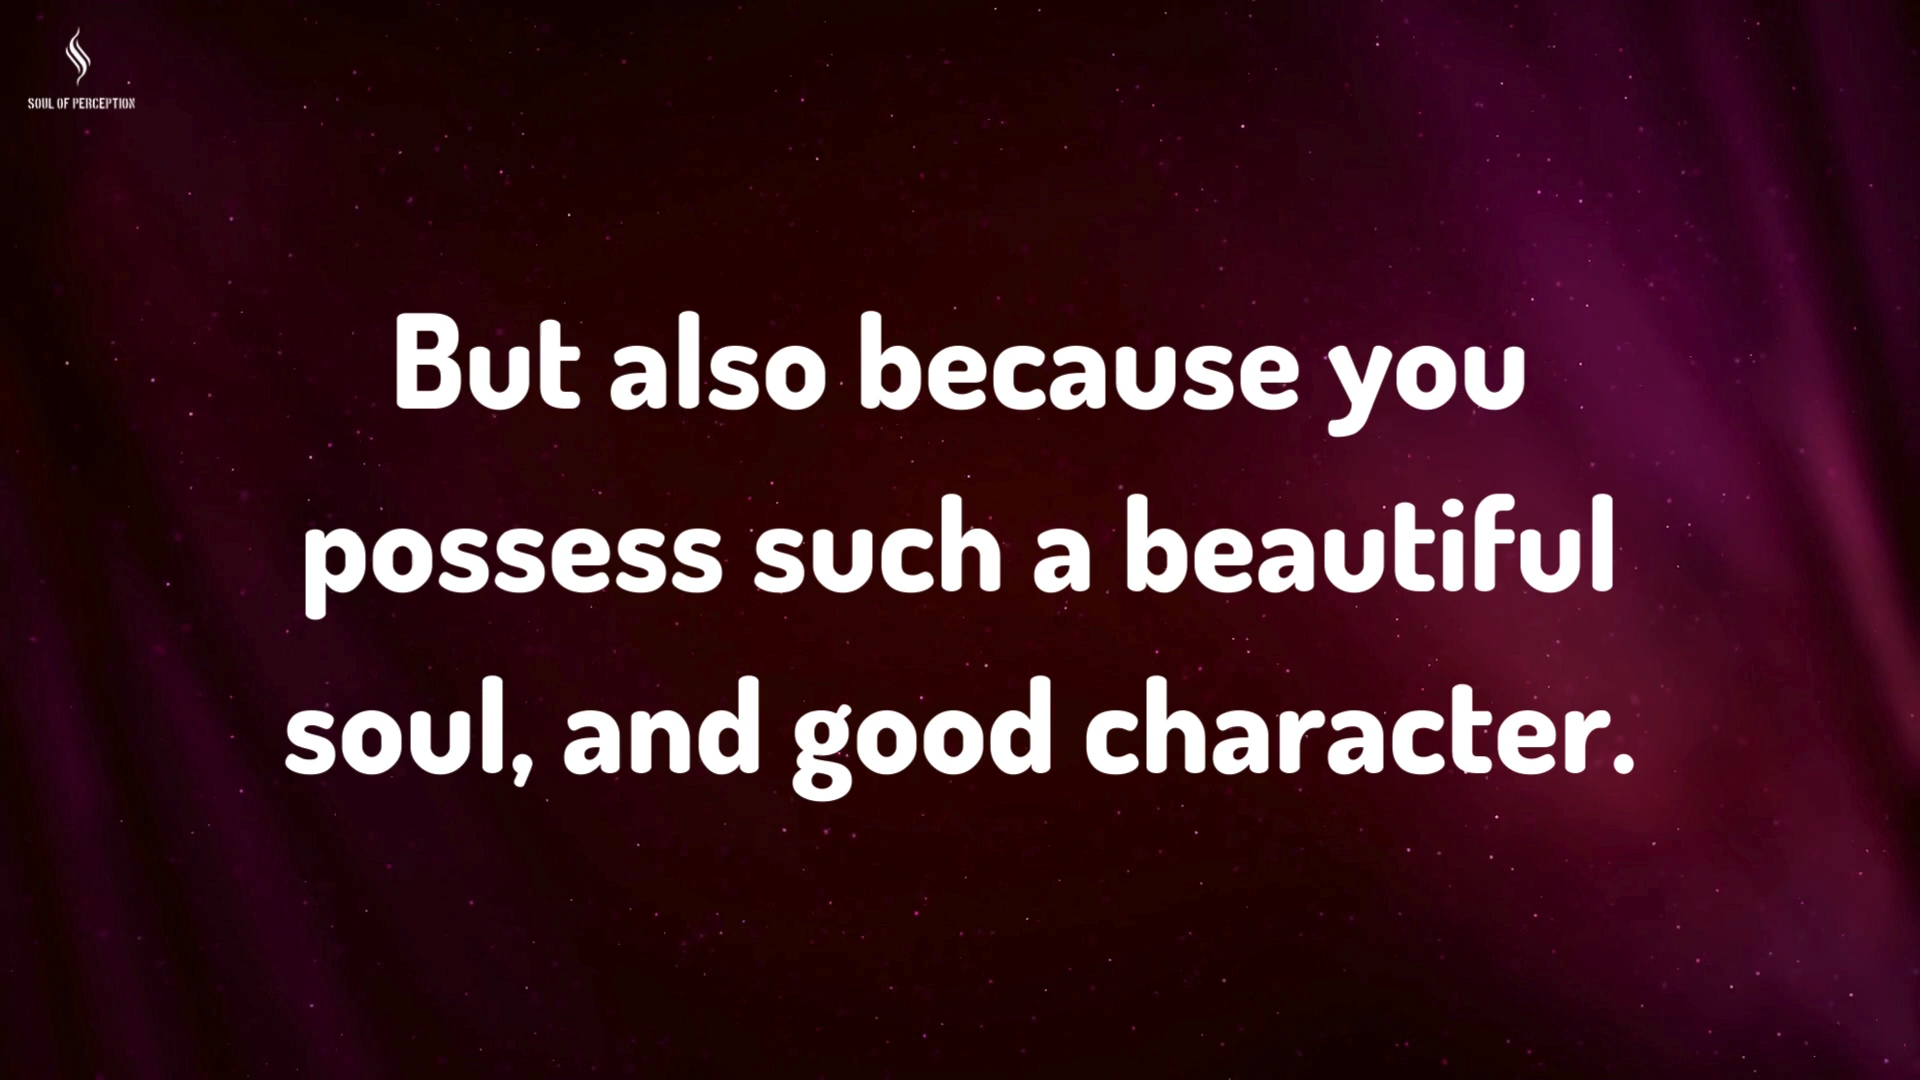 SOUL OF PERCEPTION
But also because you
possess such a beautiful
soul, and good character.